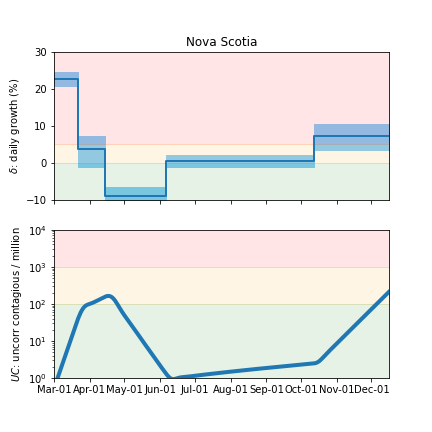 Nova Scotia
δ: daily growth (%)
30
20
10
0
−10
UC: uncorr contagious / million
10⁴
10³
10²
10¹
10⁰
Mar-01 Apr-01 May-01 Jun-01 Jul-01 Aug-01 Sep-01 Oct-01 Nov-01 Dec-01